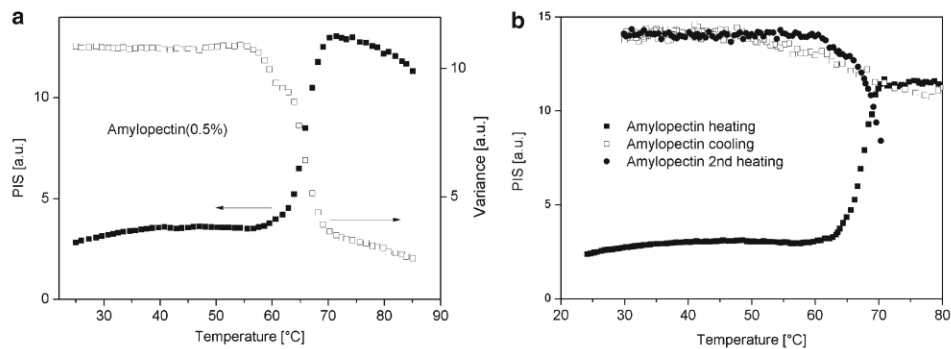 a
PIS [a.u.]
10
5
0
Amylopectin(0.5%)
10
5
Variance [a.u.]
20 30 40 50 60 70 80 90
Temperature [°C]
b
PIS [a.u.]
15
10
5
0
Amylopectin heating
Amylopectin cooling
Amylopectin 2nd heating
20 30 40 50 60 70 80
Temperature [°C]